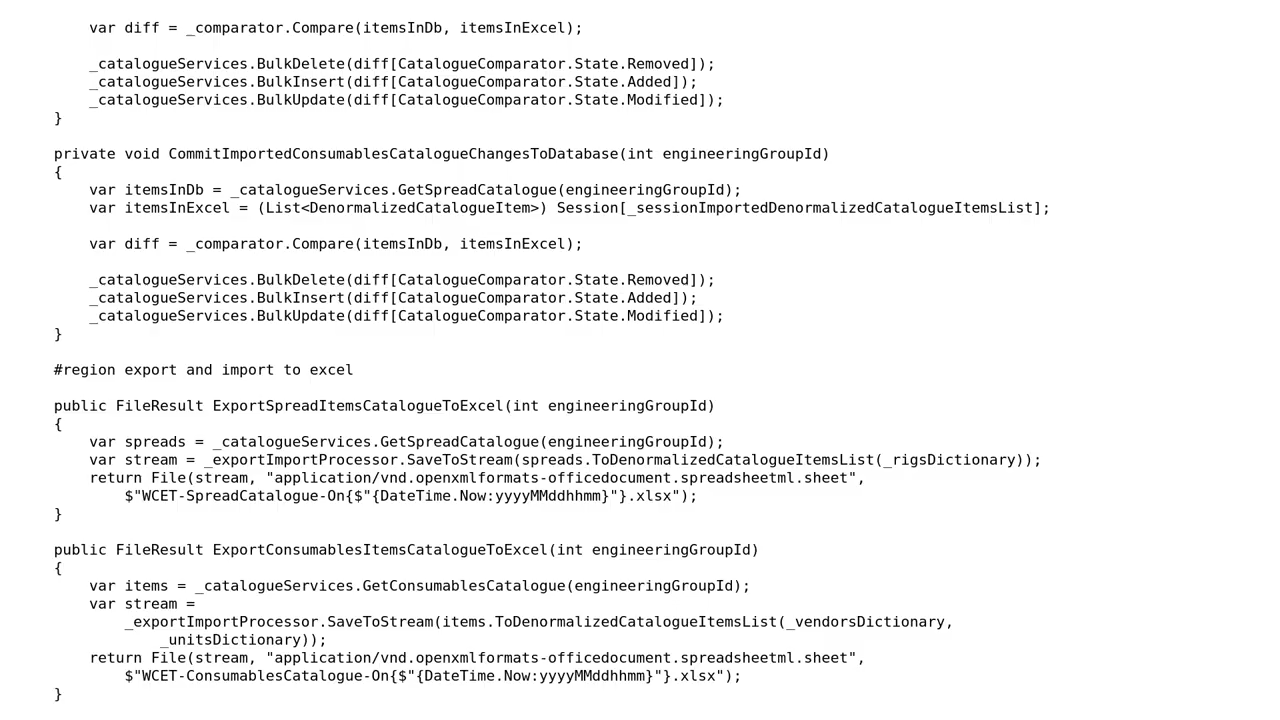 var diff = _comparator.Compare(itemsInDb, itemsInExcel);
_catalogueServices.BulkDelete(diff[CatalogueComparator.State.Removed]);
_catalogueServices.BulkInsert(diff[CatalogueComparator.State.Added]);
_catalogueServices.BulkUpdate(diff[CatalogueComparator.State.Modified]);
}
private void CommitImportedConsumablesCatalogueChangesToDatabase(int engineeringGroupId)
{
var itemsInDb = _catalogueServices.GetSpreadCatalogue(engineeringGroupId);
var itemsInExcel = (List<DenormalizedCatalogueItem>) Session[_sessionImportedDenormalizedCatalogueItemsList];
var diff = _comparator.Compare(itemsInDb, itemsInExcel);
_catalogueServices.BulkDelete(diff[CatalogueComparator.State.Removed]);
_catalogueServices.BulkInsert(diff[CatalogueComparator.State.Added]);
_catalogueServices.BulkUpdate(diff[CatalogueComparator.State.Modified]);
}
#region export and import to excel
public FileResult ExportSpreadItemsCatalogueToExcel(int engineeringGroupId)
{
var spreads = _catalogueServices.GetSpreadCatalogue(engineeringGroupId);
var stream = _exportImportProcessor.SaveToStream(spreads.ToDenormalizedCatalogueItemsList(_rigsDictionary));
return File(stream, "application/vnd.openxmlformats-officedocument.spreadsheetml.sheet",
$"WCET-SpreadCatalogue-On{$"{DateTime.Now:yyyyMMddhhmm}"}.xlsx");
}
public FileResult ExportConsumablesItemsCatalogueToExcel(int engineeringGroupId)
{
var items = _catalogueServices.GetConsumablesCatalogue(engineeringGroupId);
var stream =
_exportImportProcessor.SaveToStream(items.ToDenormalizedCatalogueItemsList(_vendorsDictionary,
_unitsDictionary));
return File(stream, "application/vnd.openxmlformats-officedocument.spreadsheetml.sheet",
$"WCET-ConsumablesCatalogue-On{$"{DateTime.Now:yyyyMMddhhmm}"}.xlsx");
}